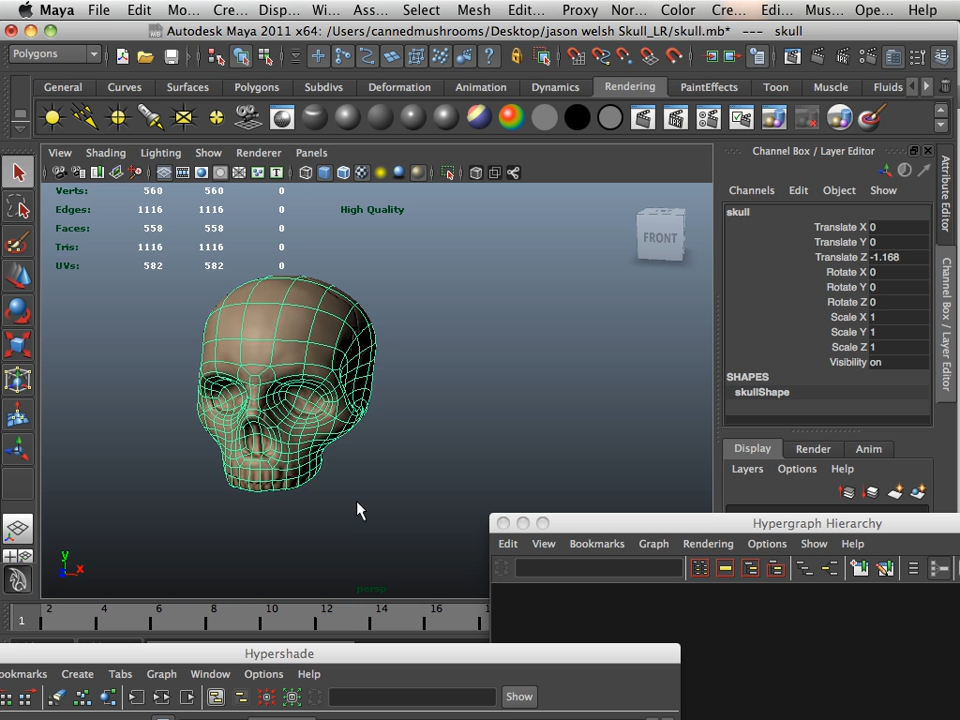 Maya File Edit Mo... Cre... Disp... Wi... Ass... Select Mesh Edit... Proxy Nor... Color Cre... Edi... Mus... Ope... Help
Autodesk Maya 2011 x64: /Users/cannedmushrooms/Desktop/jason welsh Skull_LR/skull.mb* --- skull
Polygons
General Curves Surfaces Polygons Subdivs Deformation Animation Dynamics Rendering PaintEffects Toon Muscle Fluids
View Shading Lighting Show Renderer Panels
Channel Box / Layer Editor
Verts: 560 560 0
Edges: 1116 1116 0
Faces: 558 558 0
Tris: 1116 1116 0
UVs: 582 582 0
High Quality
FRONT
Channels Edit Object Show
skull
Translate X 0
Translate Y 0
Translate Z -1.168
Rotate X 0
Rotate Y 0
Rotate Z 0
Scale X 1
Scale Y 1
Scale Z 1
Visibility on
SHAPES
skullShape
Attribute Editor
Channel Box / Layer Editor
Display Render Anim
Layers Options Help
y
x
persp
Hypergraph Hierarchy
Edit View Bookmarks Graph Rendering Options Show Help
1 2 4 6 8 10 12 14 16
Hypershade
ookmarks Create Tabs Graph Window Options Help
Show